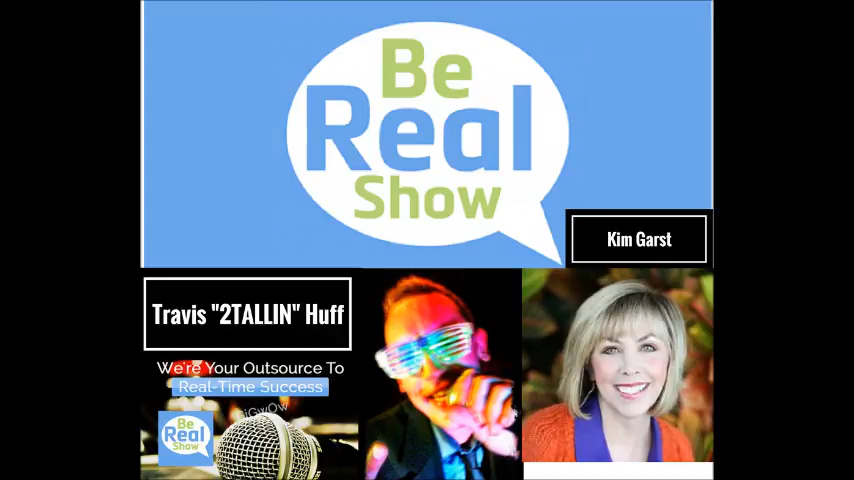 Be
Real
Show
Kim Garst
Travis "2TALLIN" Huff
We're Your Outsource To
Real-Time Success
Be
Real
Show